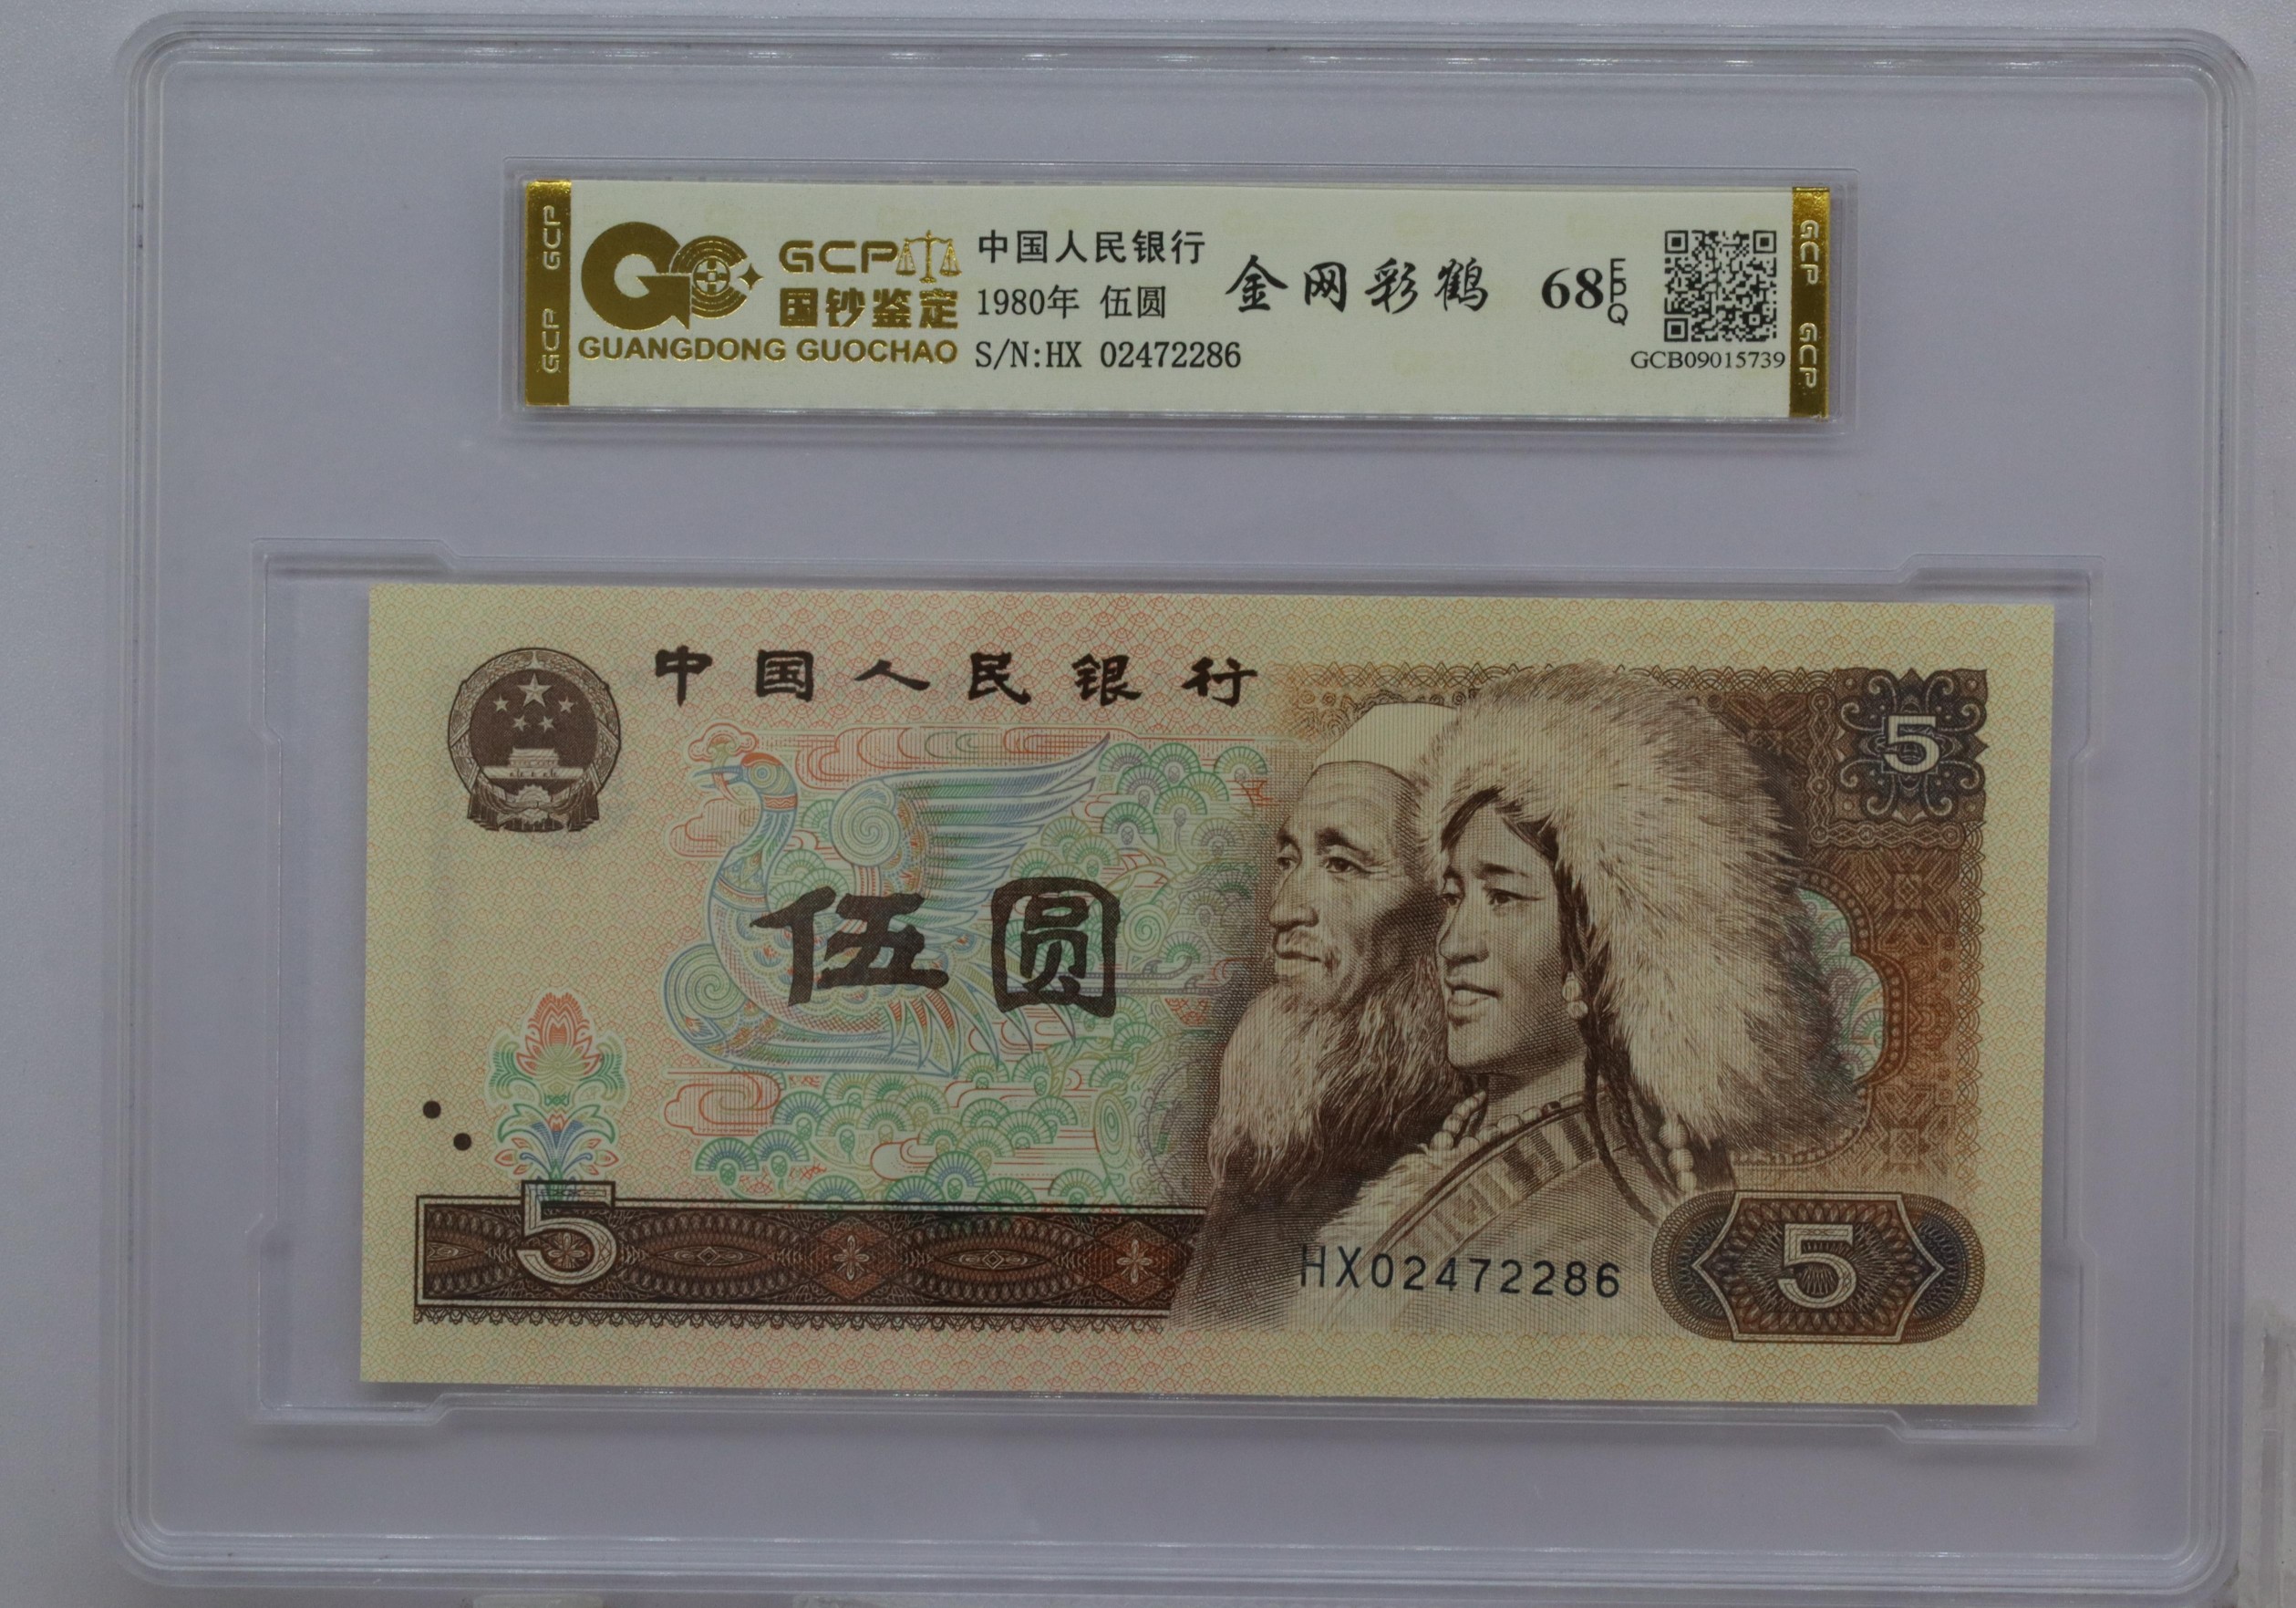 GCP GCP
GCP
国钞鉴定
GUANGDONG GUOCHAO
中国人民银行
1980年 伍圆
S/N:HX 02472286
金网彩鹤
68 EPQ
GCB09015739
GCP GCP
中国人民银行
5
伍圆
5
HX02472286
5